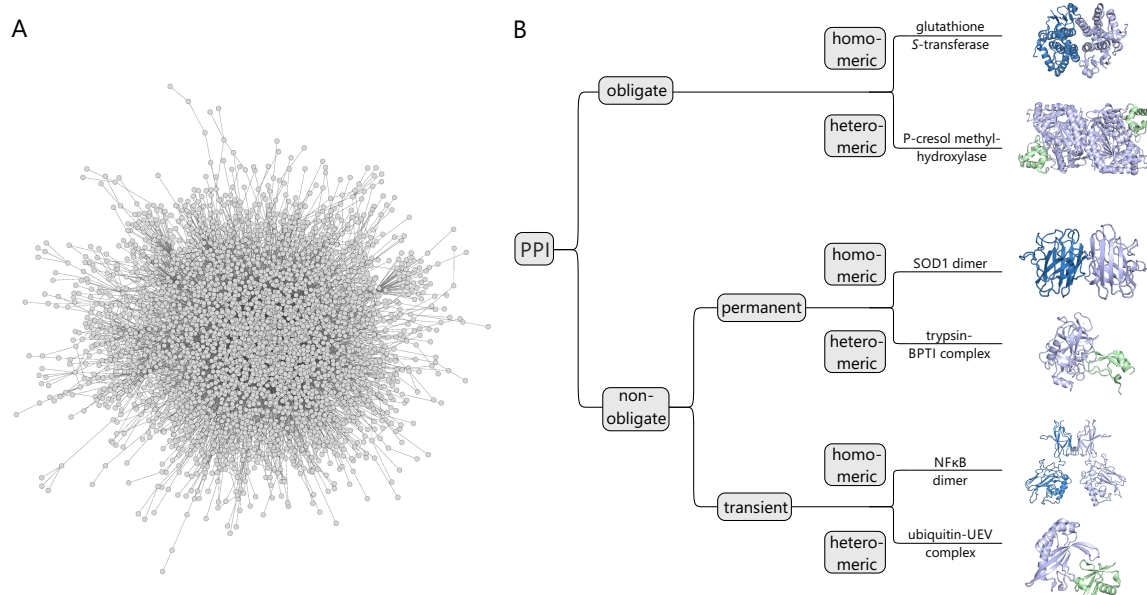 A
B
homo-
meric
glutathione
S-transferase
obligate
hetero-
meric
P-cresol methyl-
hydroxylase
PPI
homo-
meric
SOD1 dimer
permanent
hetero-
meric
trypsin-
BPTI complex
non-
obligate
homo-
meric
NFκB
dimer
transient
hetero-
meric
ubiquitin-UEV
complex